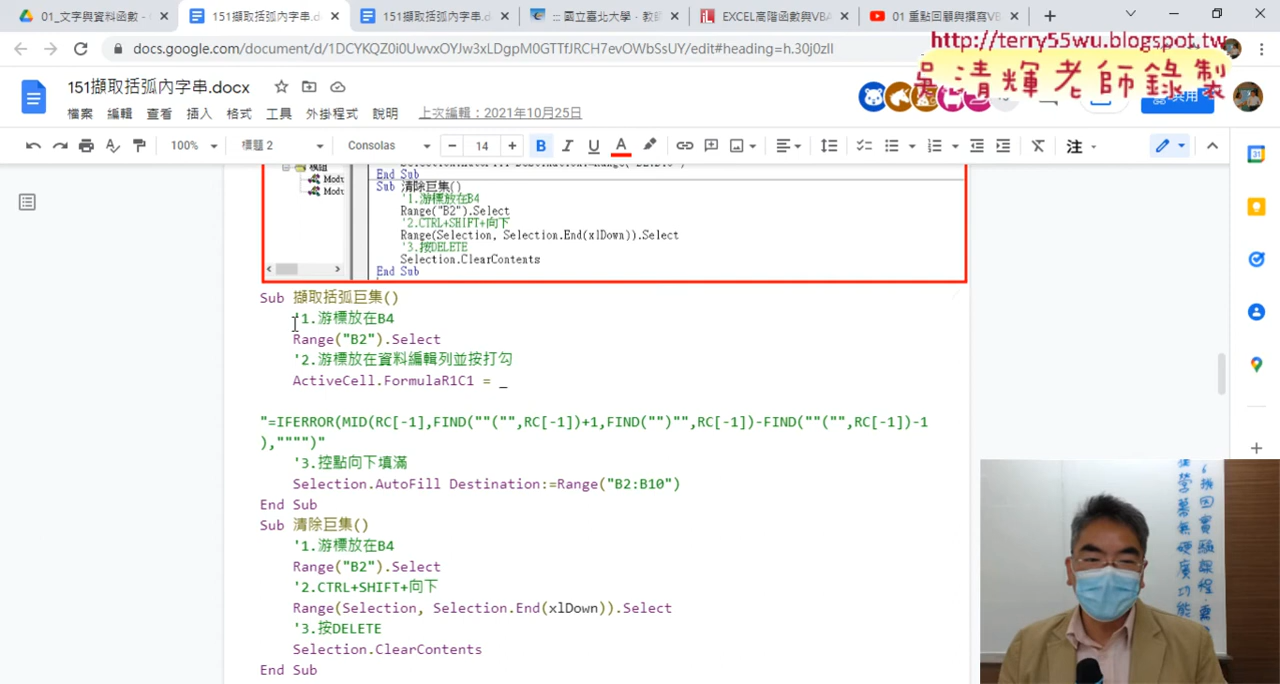 01_文字與資料函數 -
151擷取括弧內字串.d
151擷取括弧內字串.d
::: 國立臺北大學 - 教師
EXCEL高階函數與VBA
01 重點回顧與撰寫VB
docs.google.com/document/d/1DCYKQZ0i0UwvxOYJw3xLDgpM0GTTfJRCH7evOWbSsUY/edit#heading=h.30j0zll
http://terry55wu.blogspot.tw
吳清輝老師錄製
151擷取括弧內字串.docx
檔案 編輯 查看 插入 格式 工具 外掛程式 說明 上次編輯：2021年10月25日
共用
100% 標題 2 Consolas 14 B I U A 注
End Sub
Sub 清除巨集()
'1.游標放在B4
Range("B2").Select
'2.CTRL+SHIFT+向下
Range(Selection, Selection.End(xlDown)).Select
'3.按DELETE
Selection.ClearContents
End Sub
模組
Modu
Modu
Sub 擷取括弧巨集()
'1.游標放在B4
Range("B2").Select
'2.游標放在資料編輯列並按打勾
ActiveCell.FormulaR1C1 = _
"=IFERROR(MID(RC[-1],FIND(""("",RC[-1])+1,FIND("")"",RC[-1])-FIND(""("",RC[-1])-1
),"""")"
'3.控點向下填滿
Selection.AutoFill Destination:=Range("B2:B10")
End Sub
Sub 清除巨集()
'1.游標放在B4
Range("B2").Select
'2.CTRL+SHIFT+向下
Range(Selection, Selection.End(xlDown)).Select
'3.按DELETE
Selection.ClearContents
End Sub